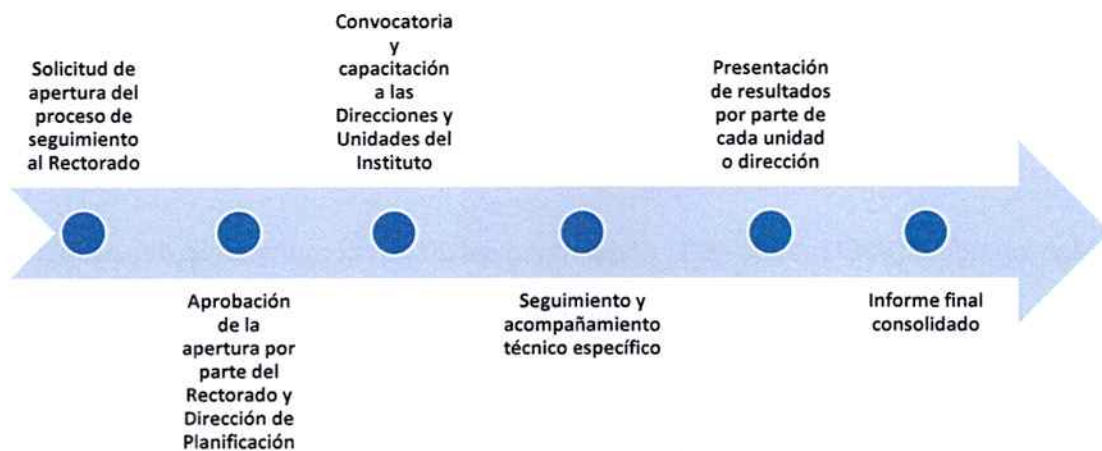 Solicitud de
apertura del
proceso de
seguimiento
al Rectorado
Aprobación
de la
apertura por
parte del
Rectorado y
Dirección de
Planificación
Convocatoria
y
capacitación
a las
Direcciones y
Unidades del
Instituto
Seguimiento y
acompañamiento
técnico específico
Presentación
de resultados
por parte de
cada unidad
o dirección
Informe final
consolidado